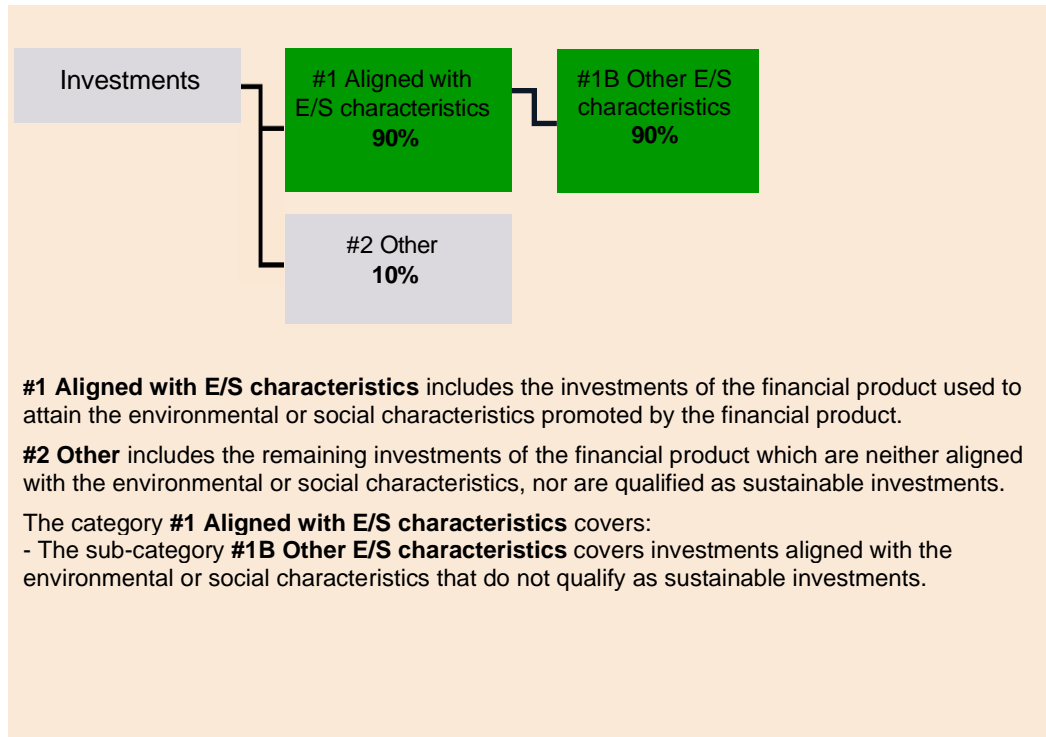 Investments
#1 Aligned with
E/S characteristics
90%
#1B Other E/S
characteristics
90%
#2 Other
10%
#1 Aligned with E/S characteristics includes the investments of the financial product used to
attain the environmental or social characteristics promoted by the financial product.
#2 Other includes the remaining investments of the financial product which are neither aligned
with the environmental or social characteristics, nor are qualified as sustainable investments.
The category #1 Aligned with E/S characteristics covers:
- The sub-category #1B Other E/S characteristics covers investments aligned with the
environmental or social characteristics that do not qualify as sustainable investments.